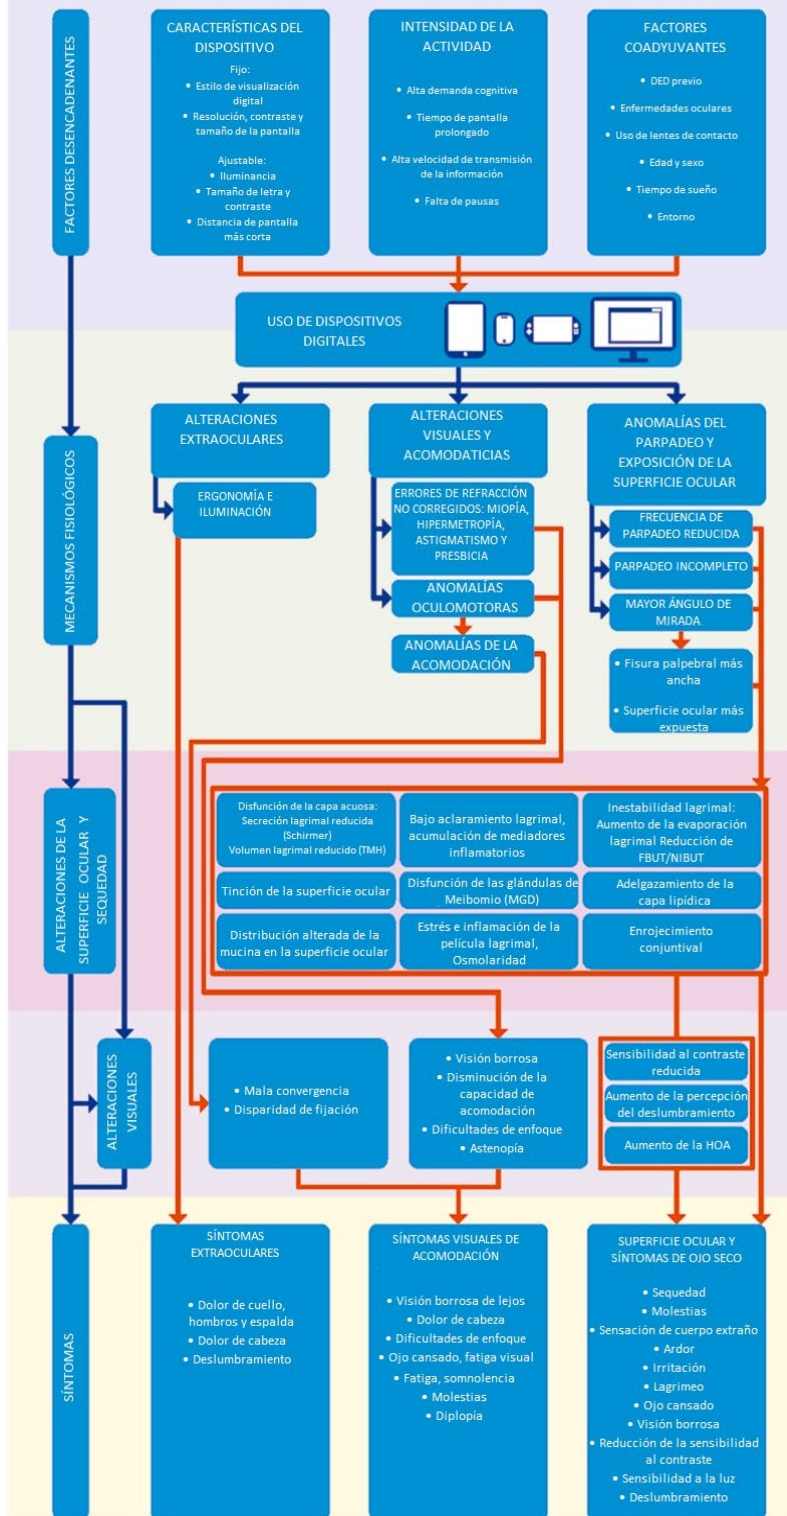 FACTORES DESENCADENANTES
CARACTERÍSTICAS DEL
DISPOSITIVO
Fijo:
• Estilo de visualización
digital
• Resolución, contraste y
tamaño de la pantalla
Ajustable:
• Iluminancia
• Tamaño de letra y
contraste
• Distancia de pantalla
más corta
INTENSIDAD DE LA
ACTIVIDAD
• Alta demanda cognitiva
• Tiempo de pantalla
prolongado
• Alta velocidad de transmisión
de la información
• Falta de pausas
FACTORES
COADYUVANTES
• DED previo
• Enfermedades oculares
• Uso de lentes de contacto
• Edad y sexo
• Tiempo de sueño
• Entorno
USO DE DISPOSITIVOS
DIGITALES
MECANISMOS FISIOLÓGICOS
ALTERACIONES
EXTRAOCULARES
ERGONOMÍA E
ILUMINACIÓN
ALTERACIONES
VISUALES Y
ACOMODATICIAS
ERRORES DE REFRACCIÓN
NO CORREGIDOS: MIOPÍA,
HIPERMETROPÍA,
ASTIGMATISMO Y
PRESBICIA
ANOMALÍAS
OCULOMOTORAS
ANOMALÍAS DE LA
ACOMODACIÓN
ANOMALÍAS DEL
PARPADEO Y
EXPOSICIÓN DE LA
SUPERFICIE OCULAR
FRECUENCIA DE
PARPADEO REDUCIDA
PARPADEO INCOMPLETO
MAYOR ÁNGULO DE
MIRADA
• Fisura palpebral más
ancha
• Superficie ocular más
expuesta
ALTERACIONES DE LA
SUPERFICIE OCULAR Y
SEQUEDAD
Disfunción de la capa acuosa:
Secreción lagrimal reducida
(Schirmer)
Volumen lagrimal reducido (TMH)
Bajo aclaramiento lagrimal,
acumulación de mediadores
inflamatorios
Inestabilidad lagrimal:
Aumento de la evaporación
lagrimal Reducción de
FBUT/NIBUT
Tinción de la superficie ocular
Disfunción de las glándulas de
Meibomio (MGD)
Adelgazamiento de la
capa lipídica
Distribución alterada de la
mucina en la superficie ocular
Estrés e inflamación de la
película lagrimal,
Osmolaridad
Enrojecimiento
conjuntival
ALTERACIONES
VISUALES
• Mala convergencia
• Disparidad de fijación
• Visión borrosa
• Disminución de la
capacidad de
acomodación
• Dificultades de enfoque
• Astenopía
Sensibilidad al contraste
reducida
Aumento de la percepción
del deslumbramiento
Aumento de la HOA
SÍNTOMAS
SÍNTOMAS
EXTRAOCULARES
• Dolor de cuello,
hombros y espalda
• Dolor de cabeza
• Deslumbramiento
SÍNTOMAS VISUALES DE
ACOMODACIÓN
• Visión borrosa de lejos
• Dolor de cabeza
• Dificultades de enfoque
• Ojo cansado, fatiga visual
• Fatiga, somnolencia
• Molestias
• Diplopía
SUPERFICIE OCULAR Y
SÍNTOMAS DE OJO SECO
• Sequedad
• Molestias
• Sensación de cuerpo extraño
• Ardor
• Irritación
• Lagrimeo
• Ojo cansado
• Visión borrosa
• Reducción de la sensibilidad
al contraste
• Sensibilidad a la luz
• Deslumbramiento